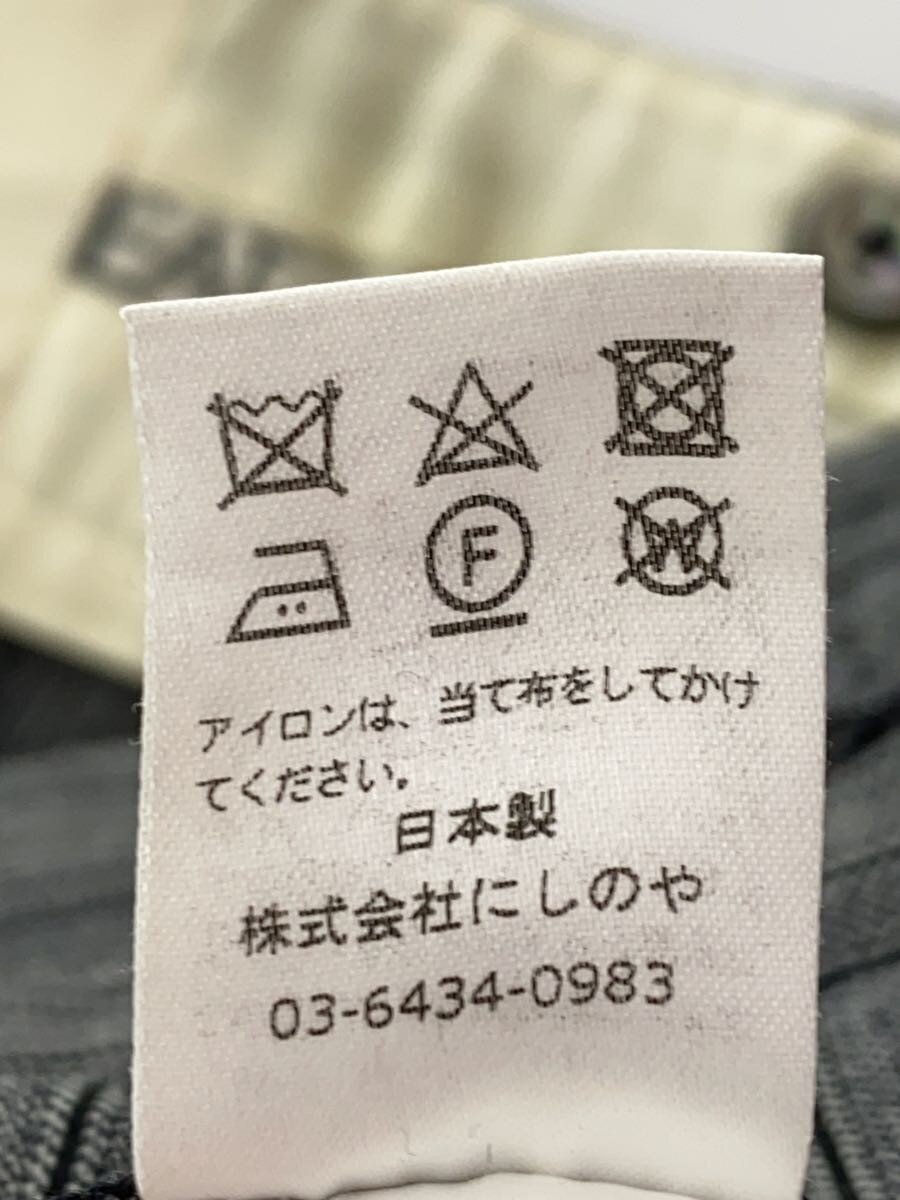 F
W
アイロンは、当て布をしてかけ
てください。
日本製
株式会社にしのや
03-6434-0983